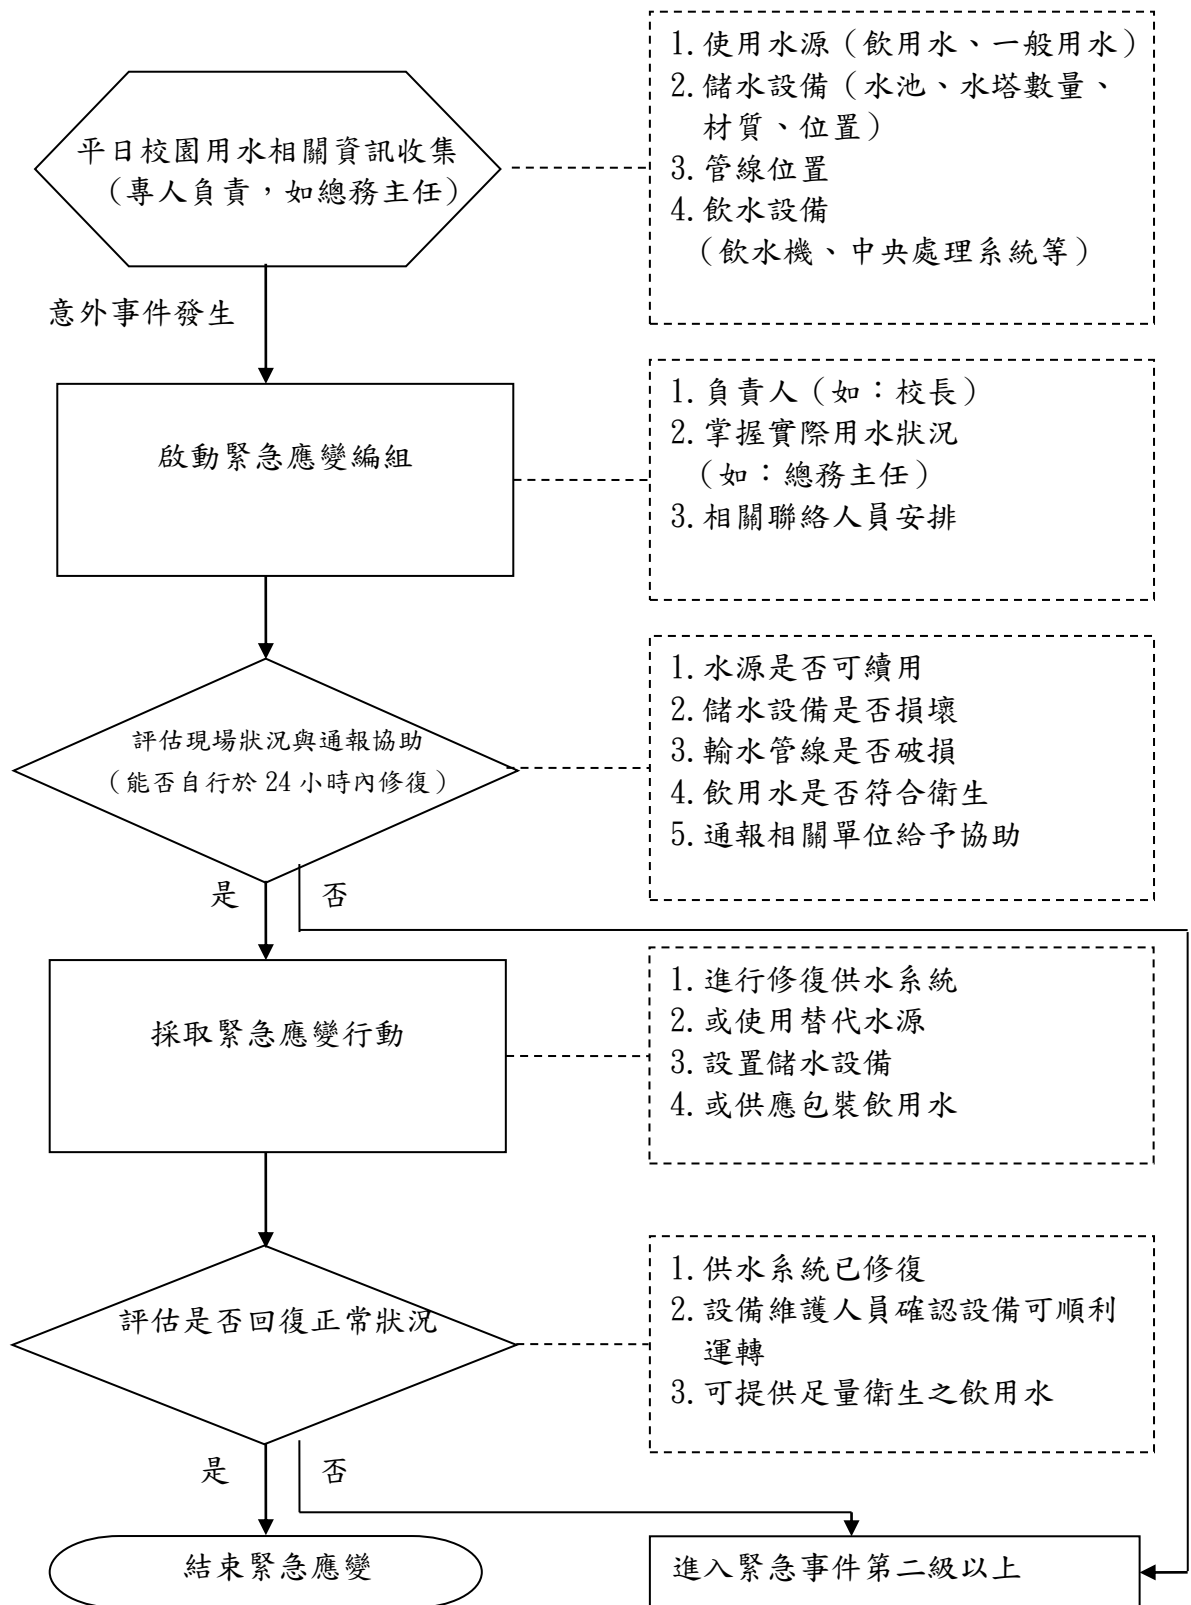 平日校園用水相關資訊收集
（專人負責，如總務主任）
1.使用水源（飲用水、一般用水）
2.儲水設備（水池、水塔數量、
材質、位置）
3.管線位置
4.飲水設備
（飲水機、中央處理系統等）
意外事件發生
啟動緊急應變編組
1.負責人（如：校長）
2.掌握實際用水狀況
（如：總務主任）
3.相關聯絡人員安排
評估現場狀況與通報協助
（能否自行於 24 小時內修復）
1.水源是否可續用
2.儲水設備是否損壞
3.輸水管線是否破損
4.飲用水是否符合衛生
5.通報相關單位給予協助
是
否
採取緊急應變行動
1.進行修復供水系統
2.或使用替代水源
3.設置儲水設備
4.或供應包裝飲用水
評估是否回復正常狀況
1.供水系統已修復
2.設備維護人員確認設備可順利
運轉
3.可提供足量衛生之飲用水
是
否
結束緊急應變
進入緊急事件第二級以上